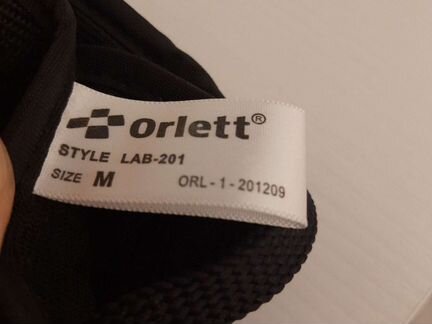 orlett®
STYLE LAB-201
SIZE M ORL-1-201209